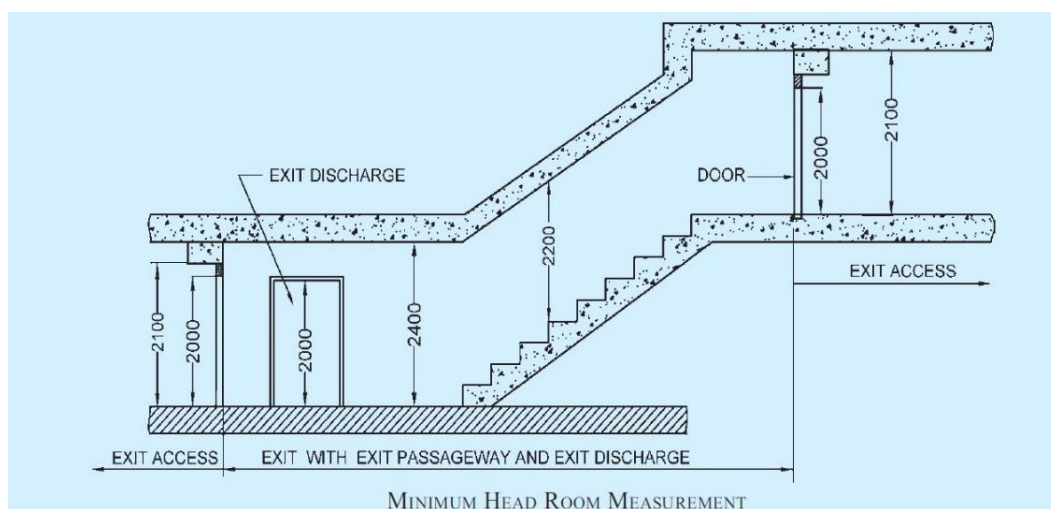 EXIT DISCHARGE
DOOR
2000
2100
2200
EXIT ACCESS
2100
2000
2000
2400
EXIT ACCESS
EXIT WITH EXIT PASSAGEWAY AND EXIT DISCHARGE
MINIMUM HEAD ROOM MEASUREMENT